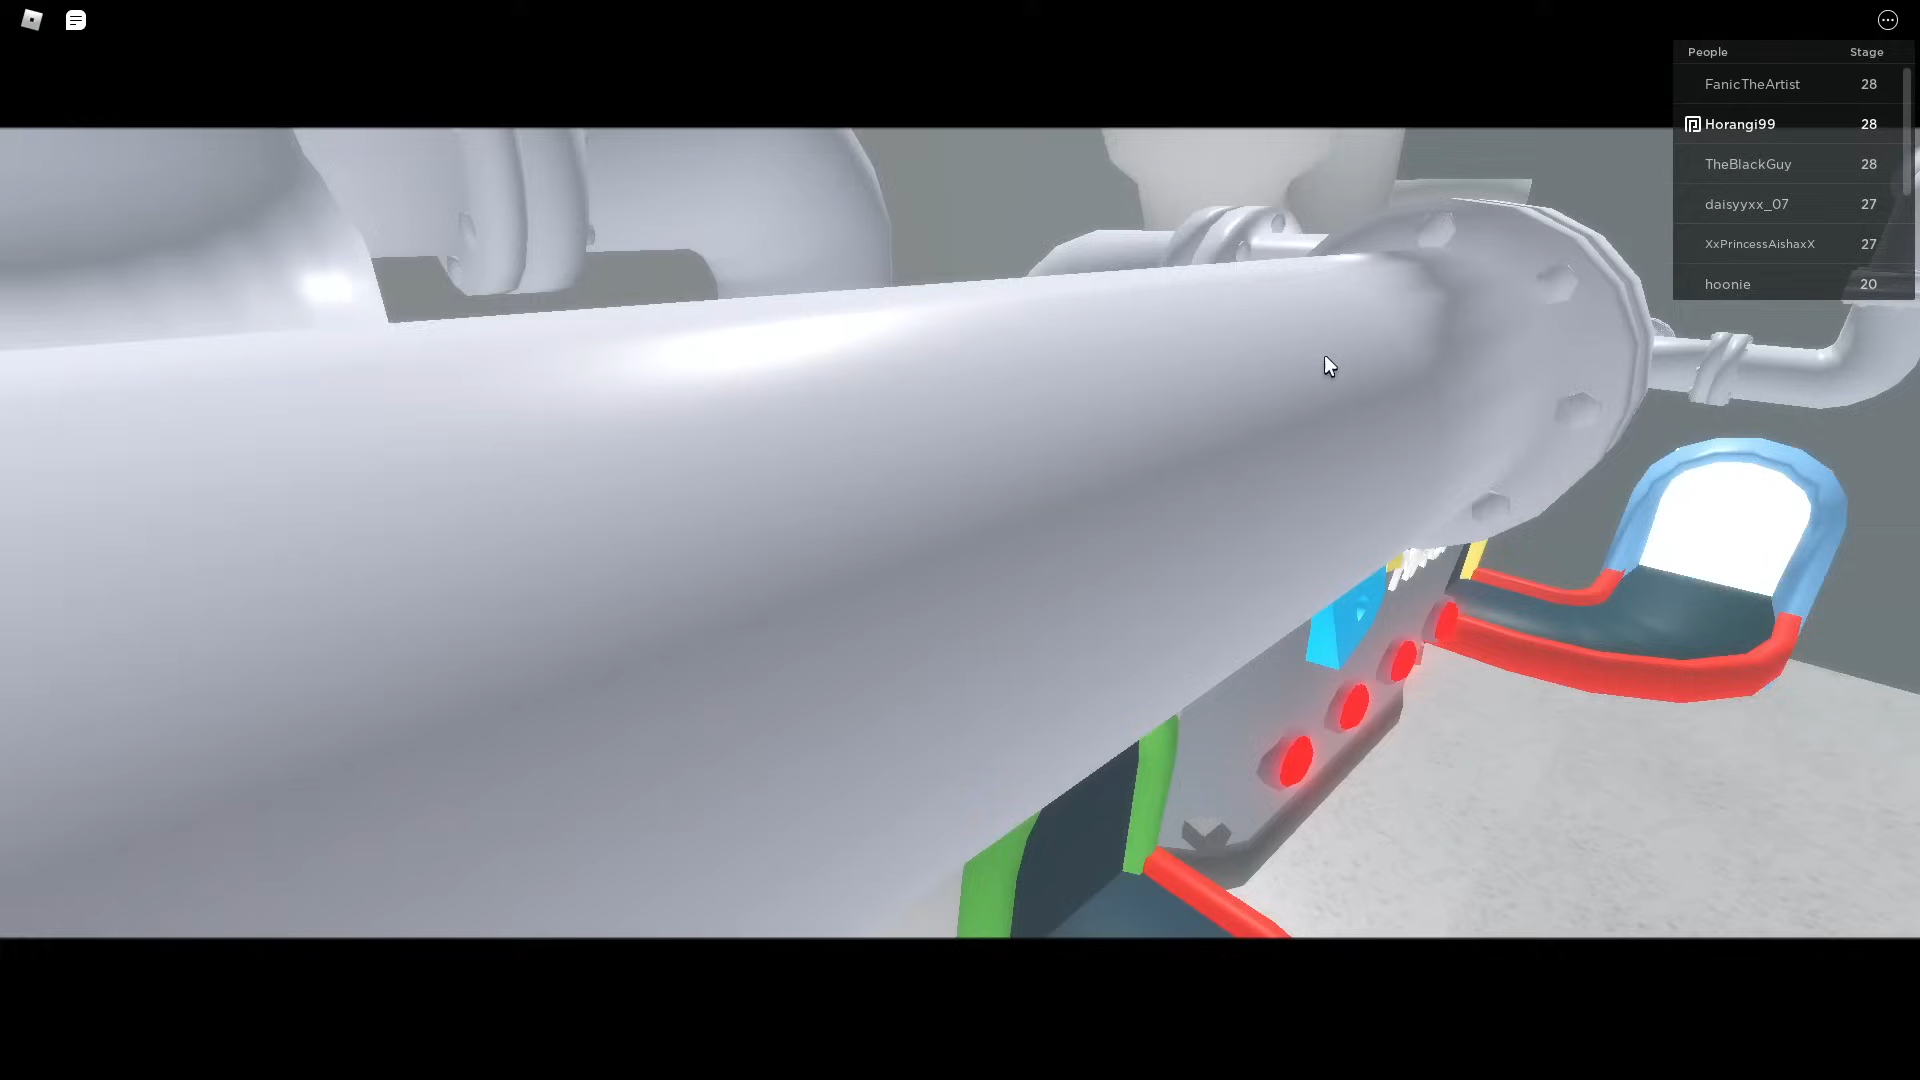 People Stage
FanicTheArtist 28
Horangi99 28
TheBlackGuy 28
daisyyxx_07 27
XxPrincessAishaxX 27
hoonie 20